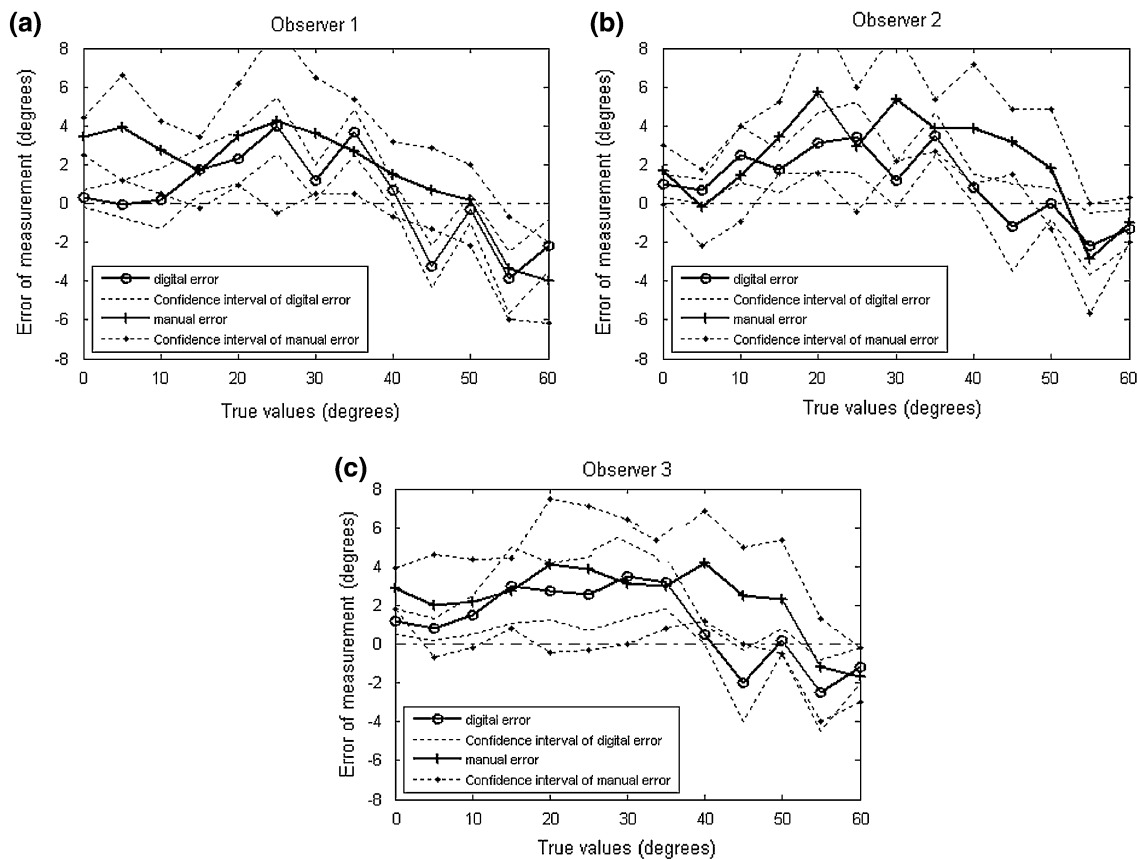 (a)
Observer 1
Error of measurement (degrees)
8
6
4
2
0
-2
-4
-6
-8
digital error
Confidence interval of digital error
manual error
Confidence interval of manual error
0 10 20 30 40 50 60
True values (degrees)
(b)
Observer 2
Error of measurement (degrees)
8
6
4
2
0
-2
-4
-6
-8
digital error
Confidence interval of digital error
manual error
Confidence interval of manual error
0 10 20 30 40 50 60
True values (degrees)
(c)
Observer 3
Error of measurement (degrees)
8
6
4
2
0
-2
-4
-6
-8
digital error
Confidence interval of digital error
manual error
Confidence interval of manual error
0 10 20 30 40 50 60
True values (degrees)